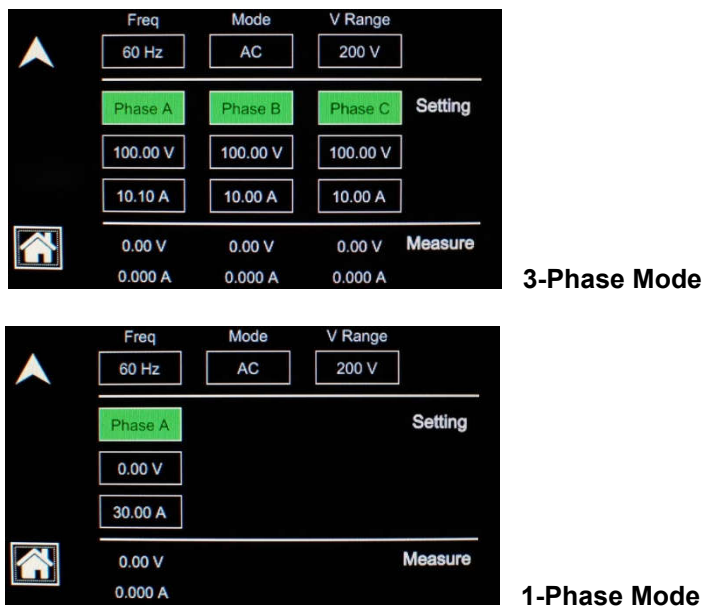 Freq Mode V Range
60 Hz AC 200 V
Phase A Phase B Phase C Setting
100.00 V 100.00 V 100.00 V
10.10 A 10.00 A 10.00 A
0.00 V 0.00 V 0.00 V Measure
0.000 A 0.000 A 0.000 A
3-Phase Mode
Freq Mode V Range
60 Hz AC 200 V
Phase A Setting
0.00 V
30.00 A
0.00 V Measure
0.000 A
1-Phase Mode